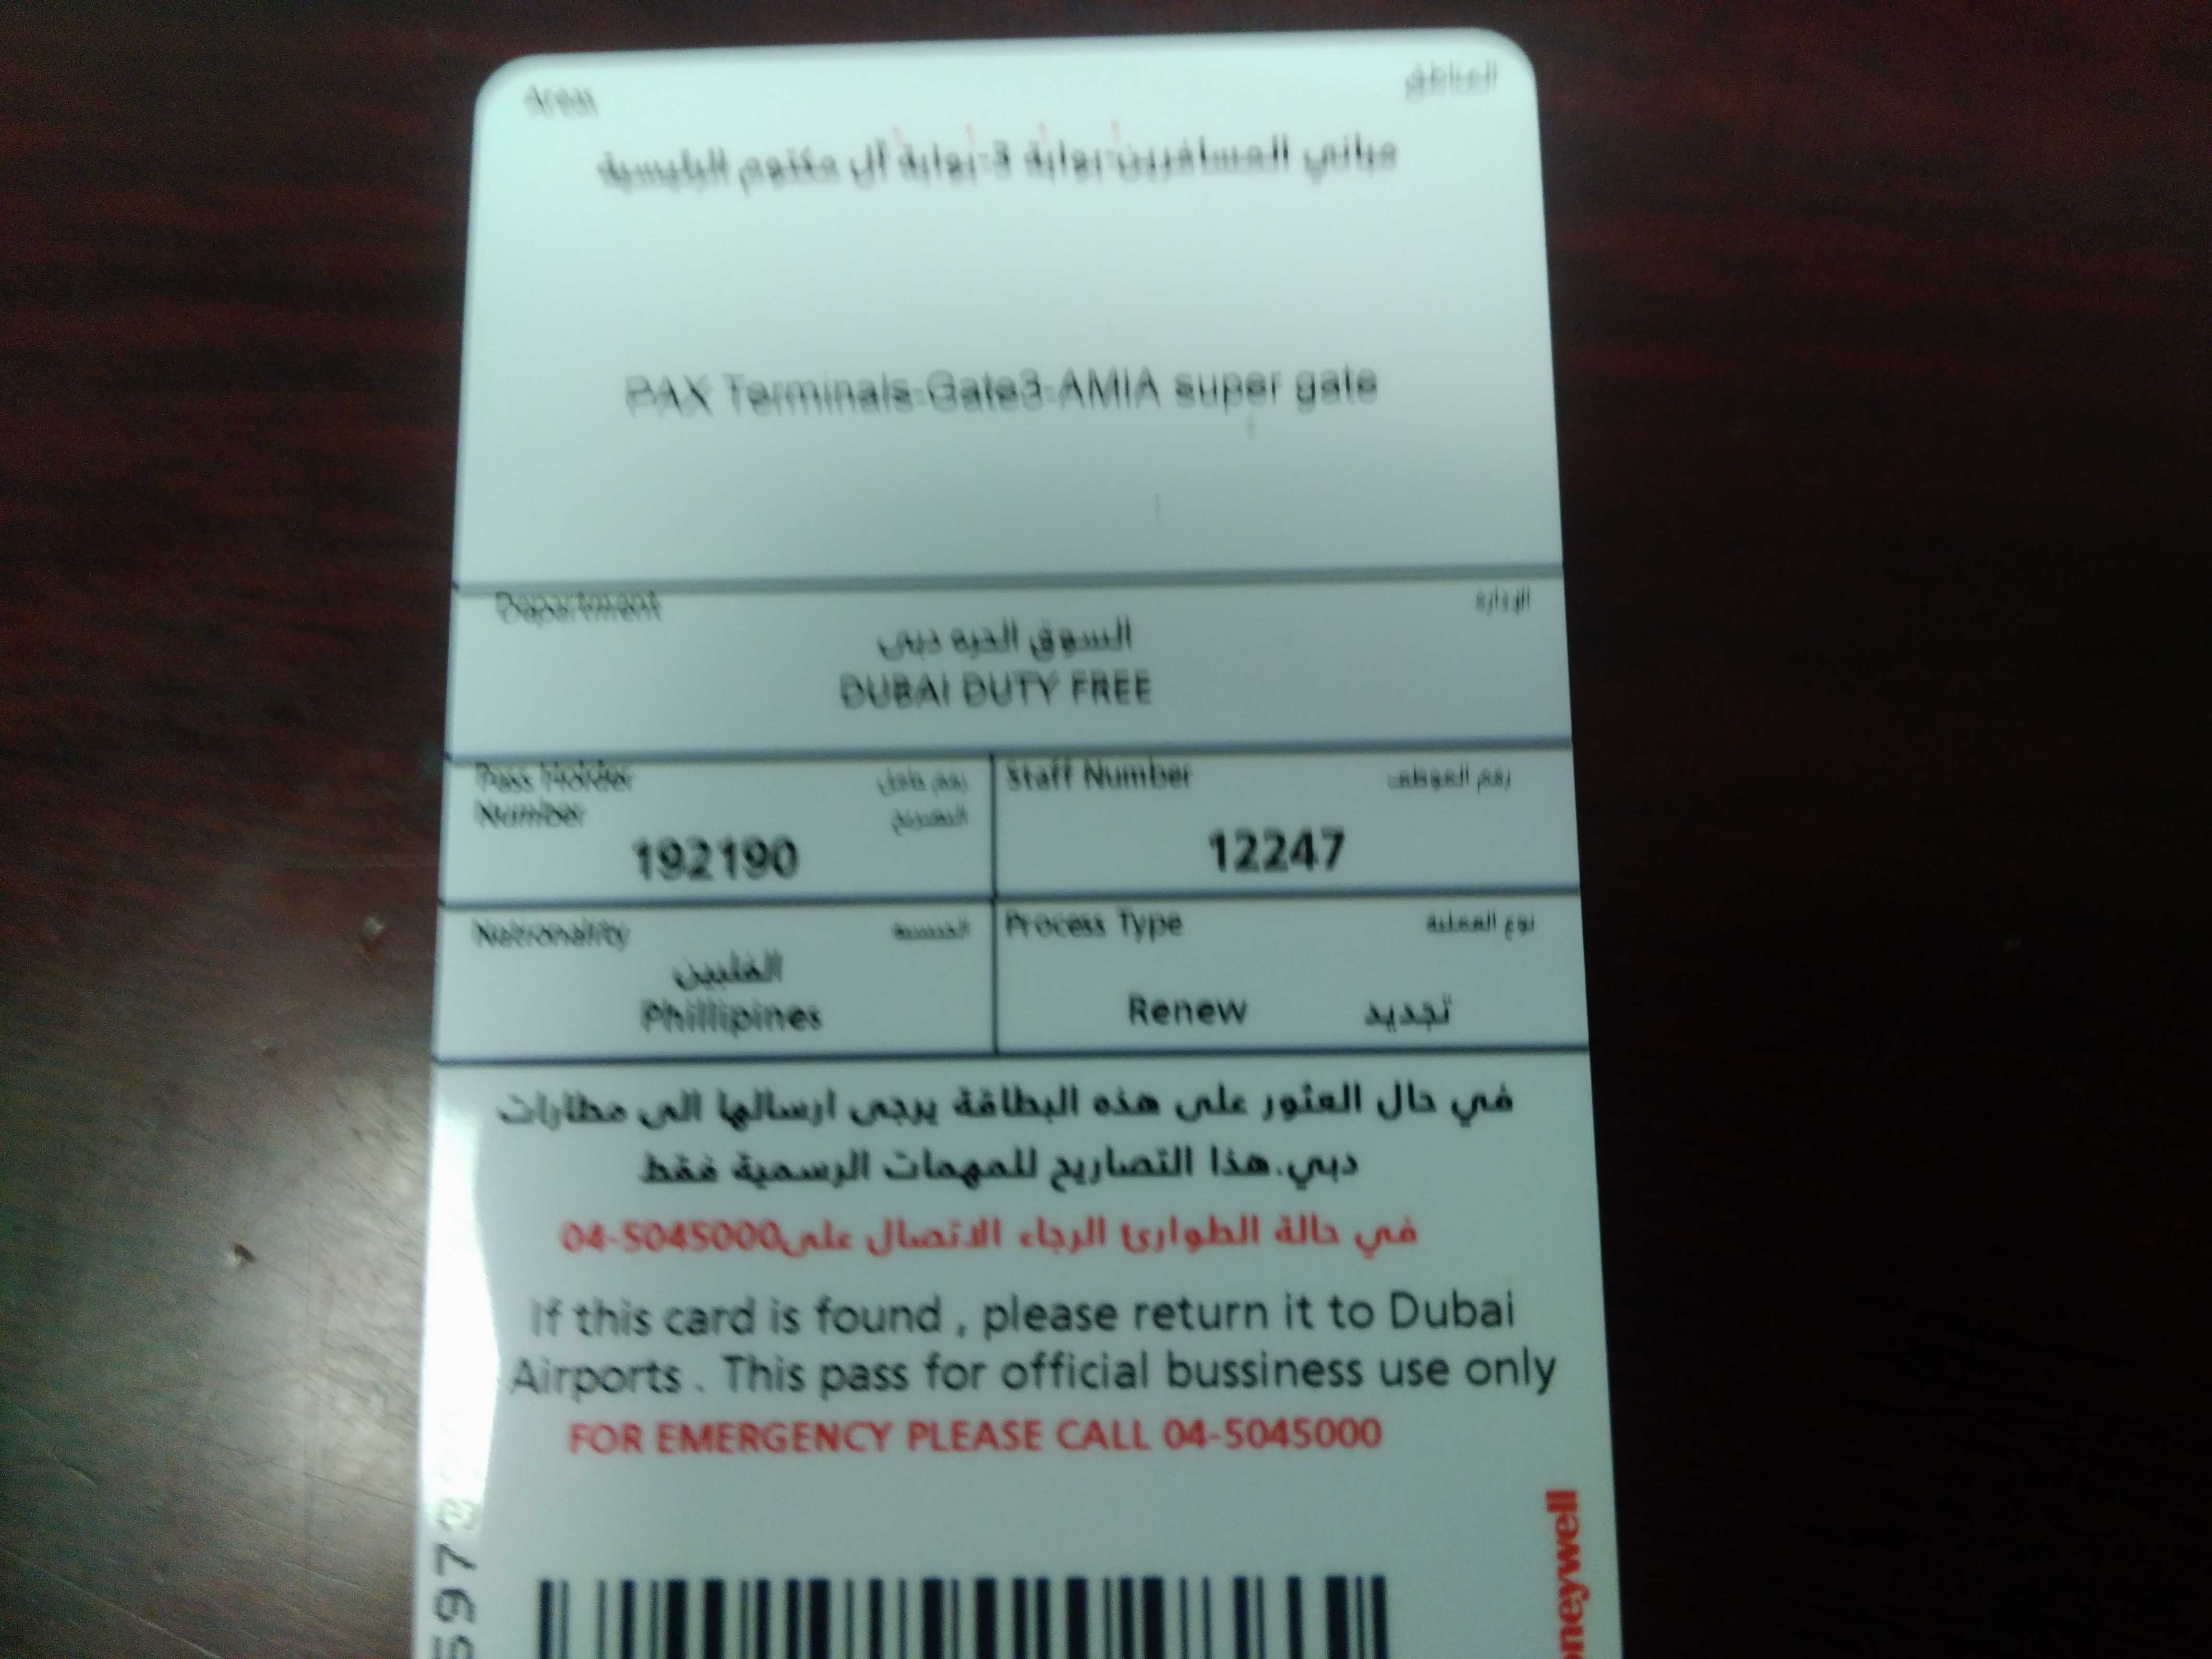 Areas المناطق
مباني المسافرين-بوابة 3-بوابة آل مكتوم الرئيسية
PAX Terminals-Gate3-AMIA super gate
Department الإدارة
السوق الحره دبي
DUBAI DUTY FREE
Pass Holder Number رقم حامل التصريح
192190
Staff Number رقم الموظف
12247
Nationality الجنسية
الفلبين
Phillipines
Process Type نوع العملية
Renew تجديد
في حال العثور على هذه البطاقة يرجى ارسالها الى مطارات
دبي.هذا التصاريح للمهمات الرسمية فقط
في حالة الطوارئ الرجاء الاتصال على04-5045000
If this card is found , please return it to Dubai
Airports . This pass for official bussiness use only
FOR EMERGENCY PLEASE CALL 04-5045000
oneywell